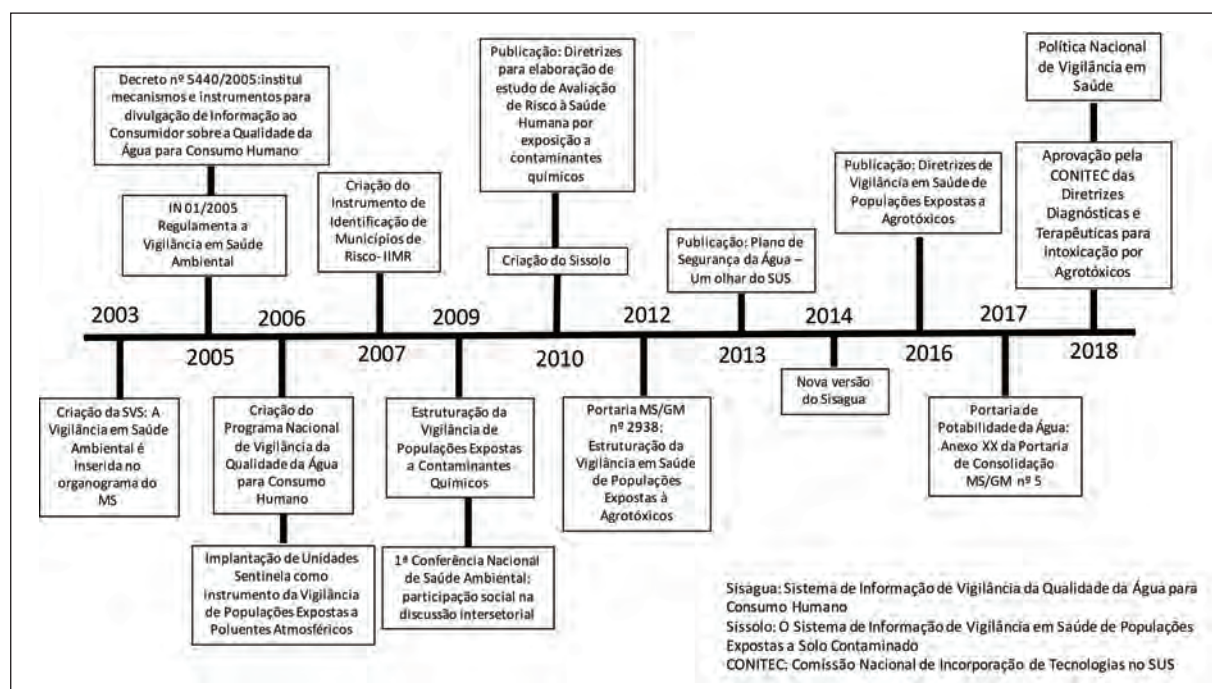 Decreto nº 5440/2005:institui
mecanismos e instrumentos para
divulgação de Informação ao
Consumidor sobre a Qualidade da
Água para Consumo Humano
IN 01/2005
Regulamenta a
Vigilância em Saúde
Ambiental
Criação do
Instrumento de
Identificação de
Municípios de
Risco- IIMR
Publicação: Diretrizes
para elaboração de
estudo de Avaliação
de Risco à Saúde
Humana por
exposição a
contaminantes
químicos
Criação do Sissolo
Publicação: Plano de
Segurança da Água –
Um olhar do SUS
Publicação: Diretrizes de
Vigilância em Saúde de
Populações Expostas a
Agrotóxicos
Política Nacional
de Vigilância em
Saúde
Aprovação pela
CONITEC das
Diretrizes
Diagnósticas e
Terapêuticas para
Intoxicação por
Agrotóxicos
2003
2006
2009
2012
2014
2017
2005
2007
2010
2013
2016
2018
Criação da SVS: A
Vigilância em Saúde
Ambiental é
inserida no
organograma do
MS
Criação do
Programa Nacional
de Vigilância da
Qualidade da Água
para Consumo
Humano
Implantação de Unidades
Sentinela como
instrumento da Vigilância
de Populações Expostas a
Poluentes Atmosféricos
Estruturação da
Vigilância de
Populações Expostas
a Contaminantes
Químicos
1ª Conferência Nacional
de Saúde Ambiental:
participação social na
discussão intersetorial
Portaria MS/GM
nº 2938:
Estruturação da
Vigilância em Saúde
de Populações
Expostas à
Agrotóxicos
Nova versão
do Sisagua
Portaria de
Potabilidade da Água:
Anexo XX da Portaria
de Consolidação
MS/GM nº 5
Sisagua: Sistema de Informação de Vigilância da Qualidade da Água para
Consumo Humano
Sissolo: O Sistema de Informação de Vigilância em Saúde de Populações
Expostas a Solo Contaminado
CONITEC: Comissão Nacional de Incorporação de Tecnologias no SUS